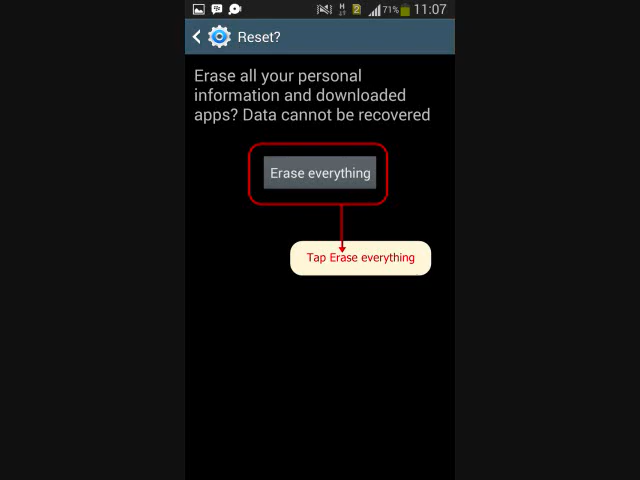 H 2 71% 11:07
Reset?
Erase all your personal
information and downloaded
apps? Data cannot be recovered
Erase everything
Tap Erase everything